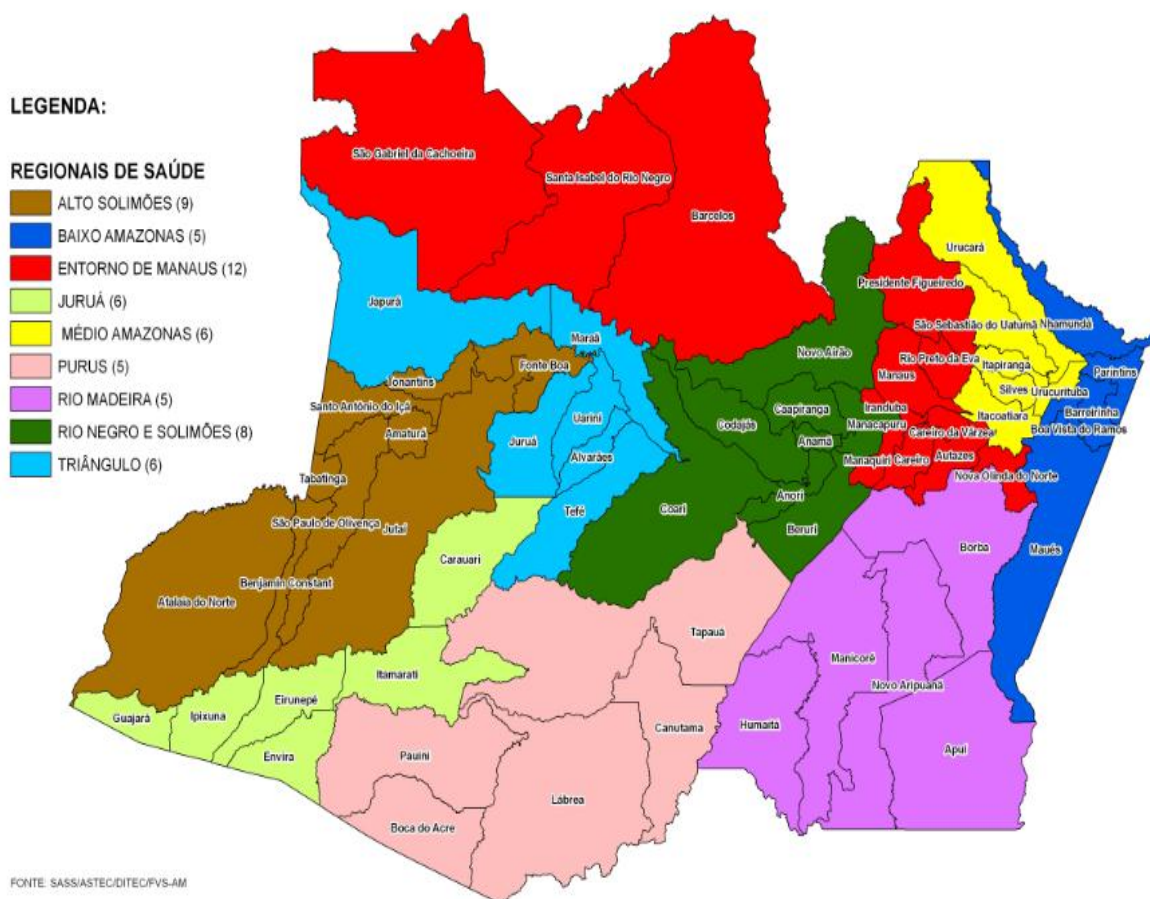 LEGENDA:
REGIONAIS DE SAÚDE
ALTO SOLIMÕES (9)
BAIXO AMAZONAS (5)
ENTORNO DE MANAUS (12)
JURUÁ (6)
MÉDIO AMAZONAS (6)
PURUS (5)
RIO MADEIRA (5)
RIO NEGRO E SOLIMÕES (8)
TRIÂNGULO (6)
São Gabriel da Cachoeira
Santa Isabel do Rio Negro
Barcelos
Urucará
Presidente Figueiredo
Japurá
São Sebastião do Uatumã
Nhamundá
Maraã
Novo Airão
Rio Preto da Eva
Itapiranga
Parintins
Fonte Boa
Manaus
Tonantins
Silves
Urucurituba
Santo Antônio do Içá
Uarini
Caapiranga
Iranduba
Itacoatiara
Barreirinha
Codajás
Manacapuru
Careiro da Várzea
Boa Vista do Ramos
Amaturá
Juruá
Anamã
Alvarães
Manaquiri
Careiro
Autazes
Tabatinga
Nova Olinda do Norte
Anori
Tefé
Coari
São Paulo de Olivença
Jutaí
Beruri
Borba
Maués
Carauari
Benjamin Constant
Atalaia do Norte
Tapauá
Manicoré
Itamarati
Novo Aripuanã
Eirunepé
Guajará
Ipixuna
Humaitá
Canutama
Apuí
Envira
Pauini
Lábrea
Boca do Acre
FONTE: SASS/ASTEC/DITEC/FVS-AM